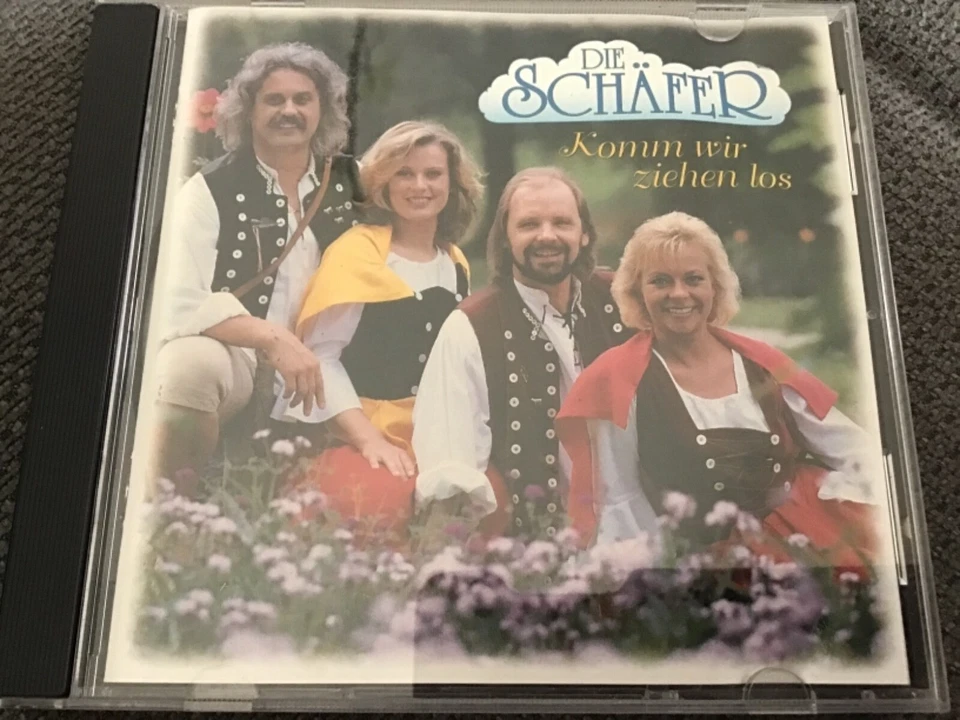 DIE
SCHÄFER
Komm wir
ziehen los